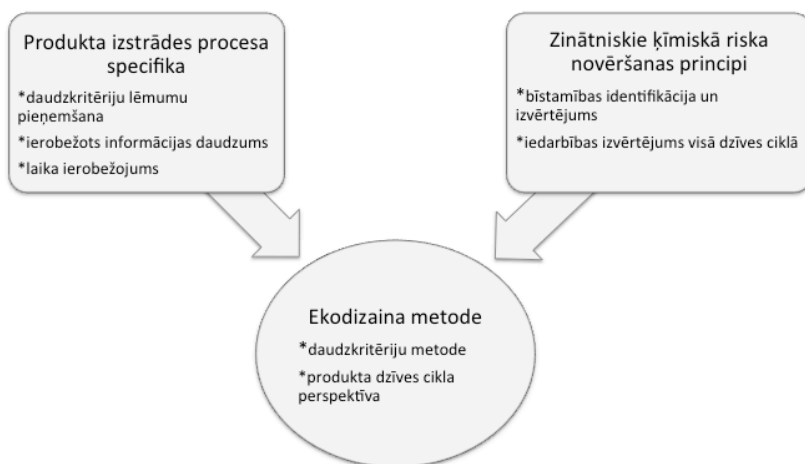 Produkta izstrādes procesa
specifika
*daudzkritēriju lēmumu
pieņemšana
*ierobežots informācijas daudzums
*laika ierobežojums
Zinātniskie ķīmiskā riska
novēršanas principi
*bīstamības identifikācija un
izvērtējums
*iedarbības izvērtējums visā dzīves ciklā
Ekodizaina metode
*daudzkritēriju metode
*produkta dzīves cikla
perspektīva